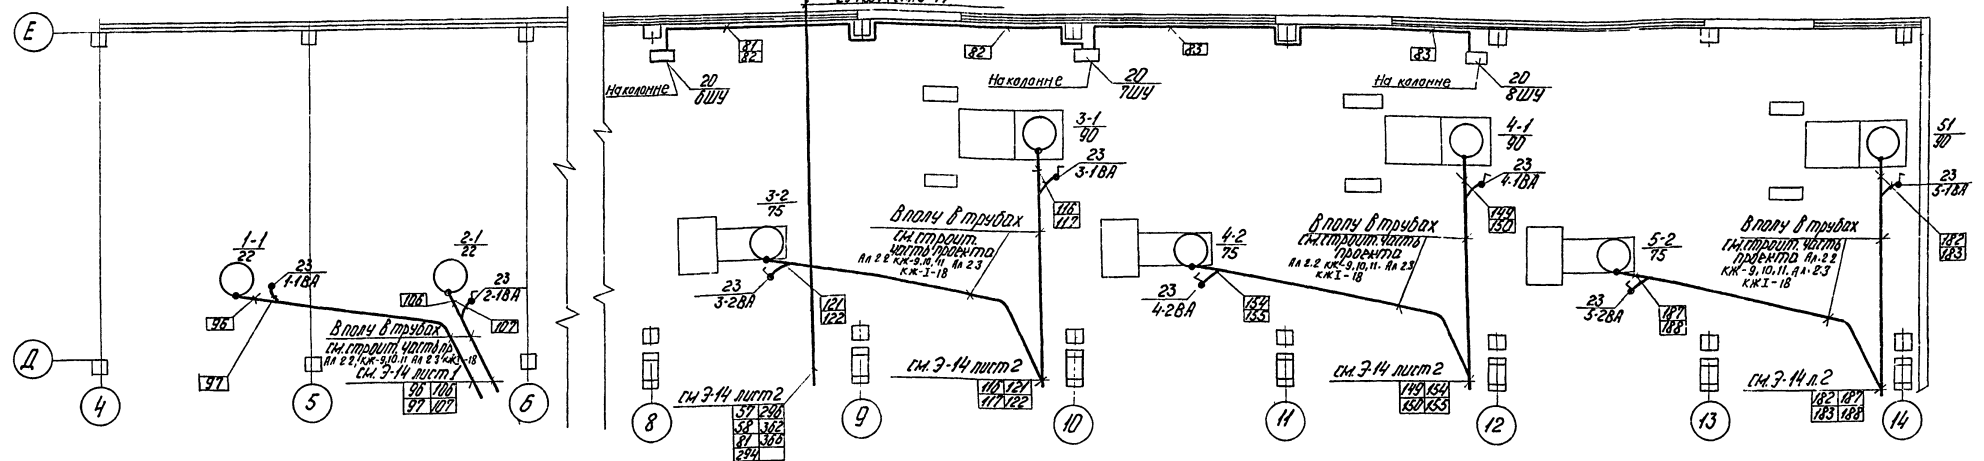 Е
81
82
82
83
83
На колонне
20
6ШУ
На колонне
20
7ШУ
На колонне
20
8ШУ
3-1
90
4-1
90
51
90
23
3-1ВА
23
4-1ВА
23
5-1ВА
116
117
149
150
182
183
3-2
75
4-2
75
5-2
75
1-1
22
2-1
22
23
1-1ВА
23
2-1ВА
23
3-2ВА
23
4-2ВА
23
5-2ВА
106
107
96
97
121
122
154
155
187
188
В полу в трубах
см. строит. часть пр.
Ал 2.2 КЖ-9,10,11 Ал 2.3 КЖI-18
см. Э-14 лист 1
96 106
97 107
В полу в трубах
см. строит.
часть проекта
Ал 2.2 КЖ-9,10,11 Ал 2.3
КЖ-I-18
В полу в трубах
см. строит. часть
проекта
Ал 2.2 КЖ-9,10,11. Ал 2.3
КЖI-18
В полу в трубах
см. строит. часть
проекта. Ал. 2.2
КЖ-9,10,11. Ал. 2.3
КЖI-18
см. Э-14 лист 2
57 296
58 362
81 366
294
см. Э-14 лист 2
116 121
117 122
см. Э-14 лист 2
149 154
150 155
см. Э-14 л.2
182 187
183 188
Д
4
5
6
8
9
10
11
12
13
14